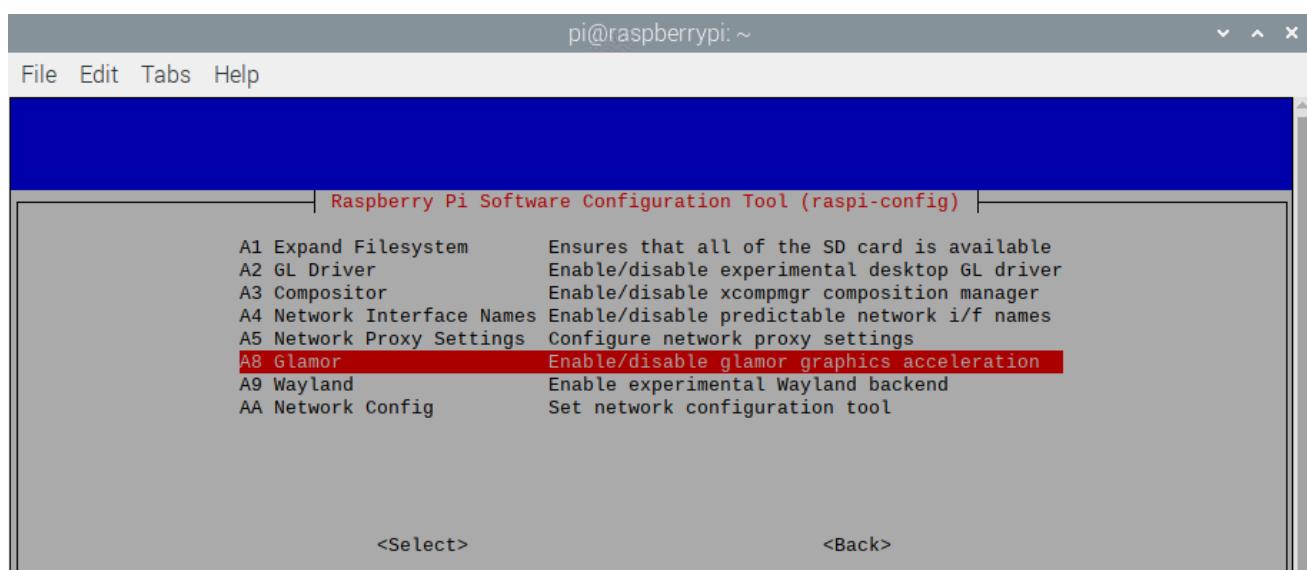 pi@raspberrypi: ~
File Edit Tabs Help
Raspberry Pi Software Configuration Tool (raspi-config)
A1 Expand Filesystem Ensures that all of the SD card is available
A2 GL Driver Enable/disable experimental desktop GL driver
A3 Compositor Enable/disable xcompmgr composition manager
A4 Network Interface Names Enable/disable predictable network i/f names
A5 Network Proxy Settings Configure network proxy settings
A8 Glamor Enable/disable glamor graphics acceleration
A9 Wayland Enable experimental Wayland backend
AA Network Config Set network configuration tool
<Select> <Back>